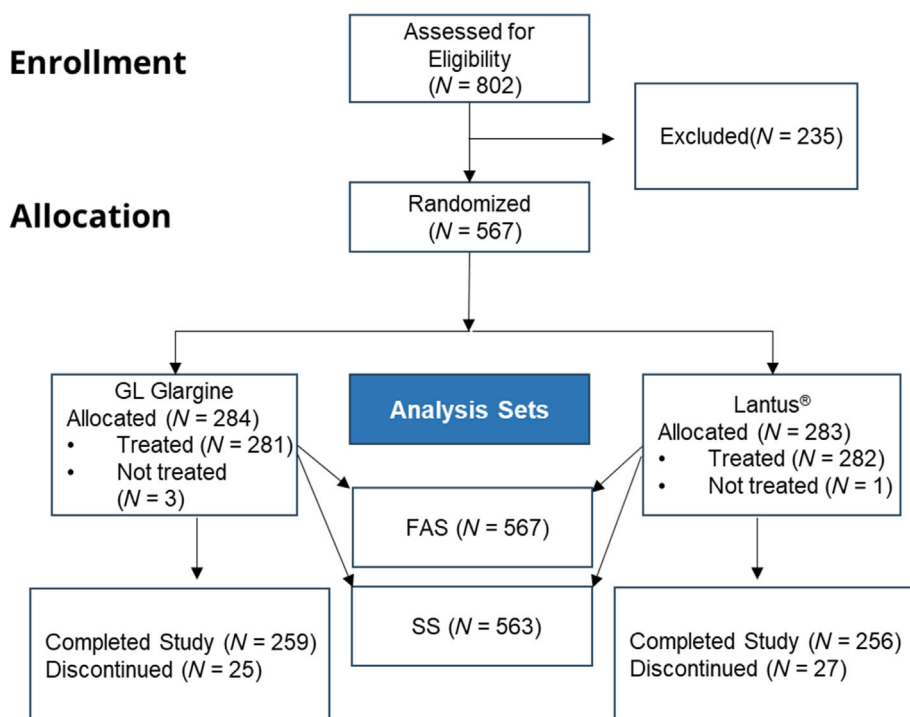 Enrollment
Assessed for
Eligibility
(N = 802)
Excluded(N = 235)
Allocation
Randomized
(N = 567)
GL Glargine
Allocated (N = 284)
• Treated (N = 281)
• Not treated
(N = 3)
Analysis Sets
Lantus®
Allocated (N = 283)
• Treated (N = 282)
• Not treated (N = 1)
FAS (N = 567)
SS (N = 563)
Completed Study (N = 259)
Discontinued (N = 25)
Completed Study (N = 256)
Discontinued (N = 27)